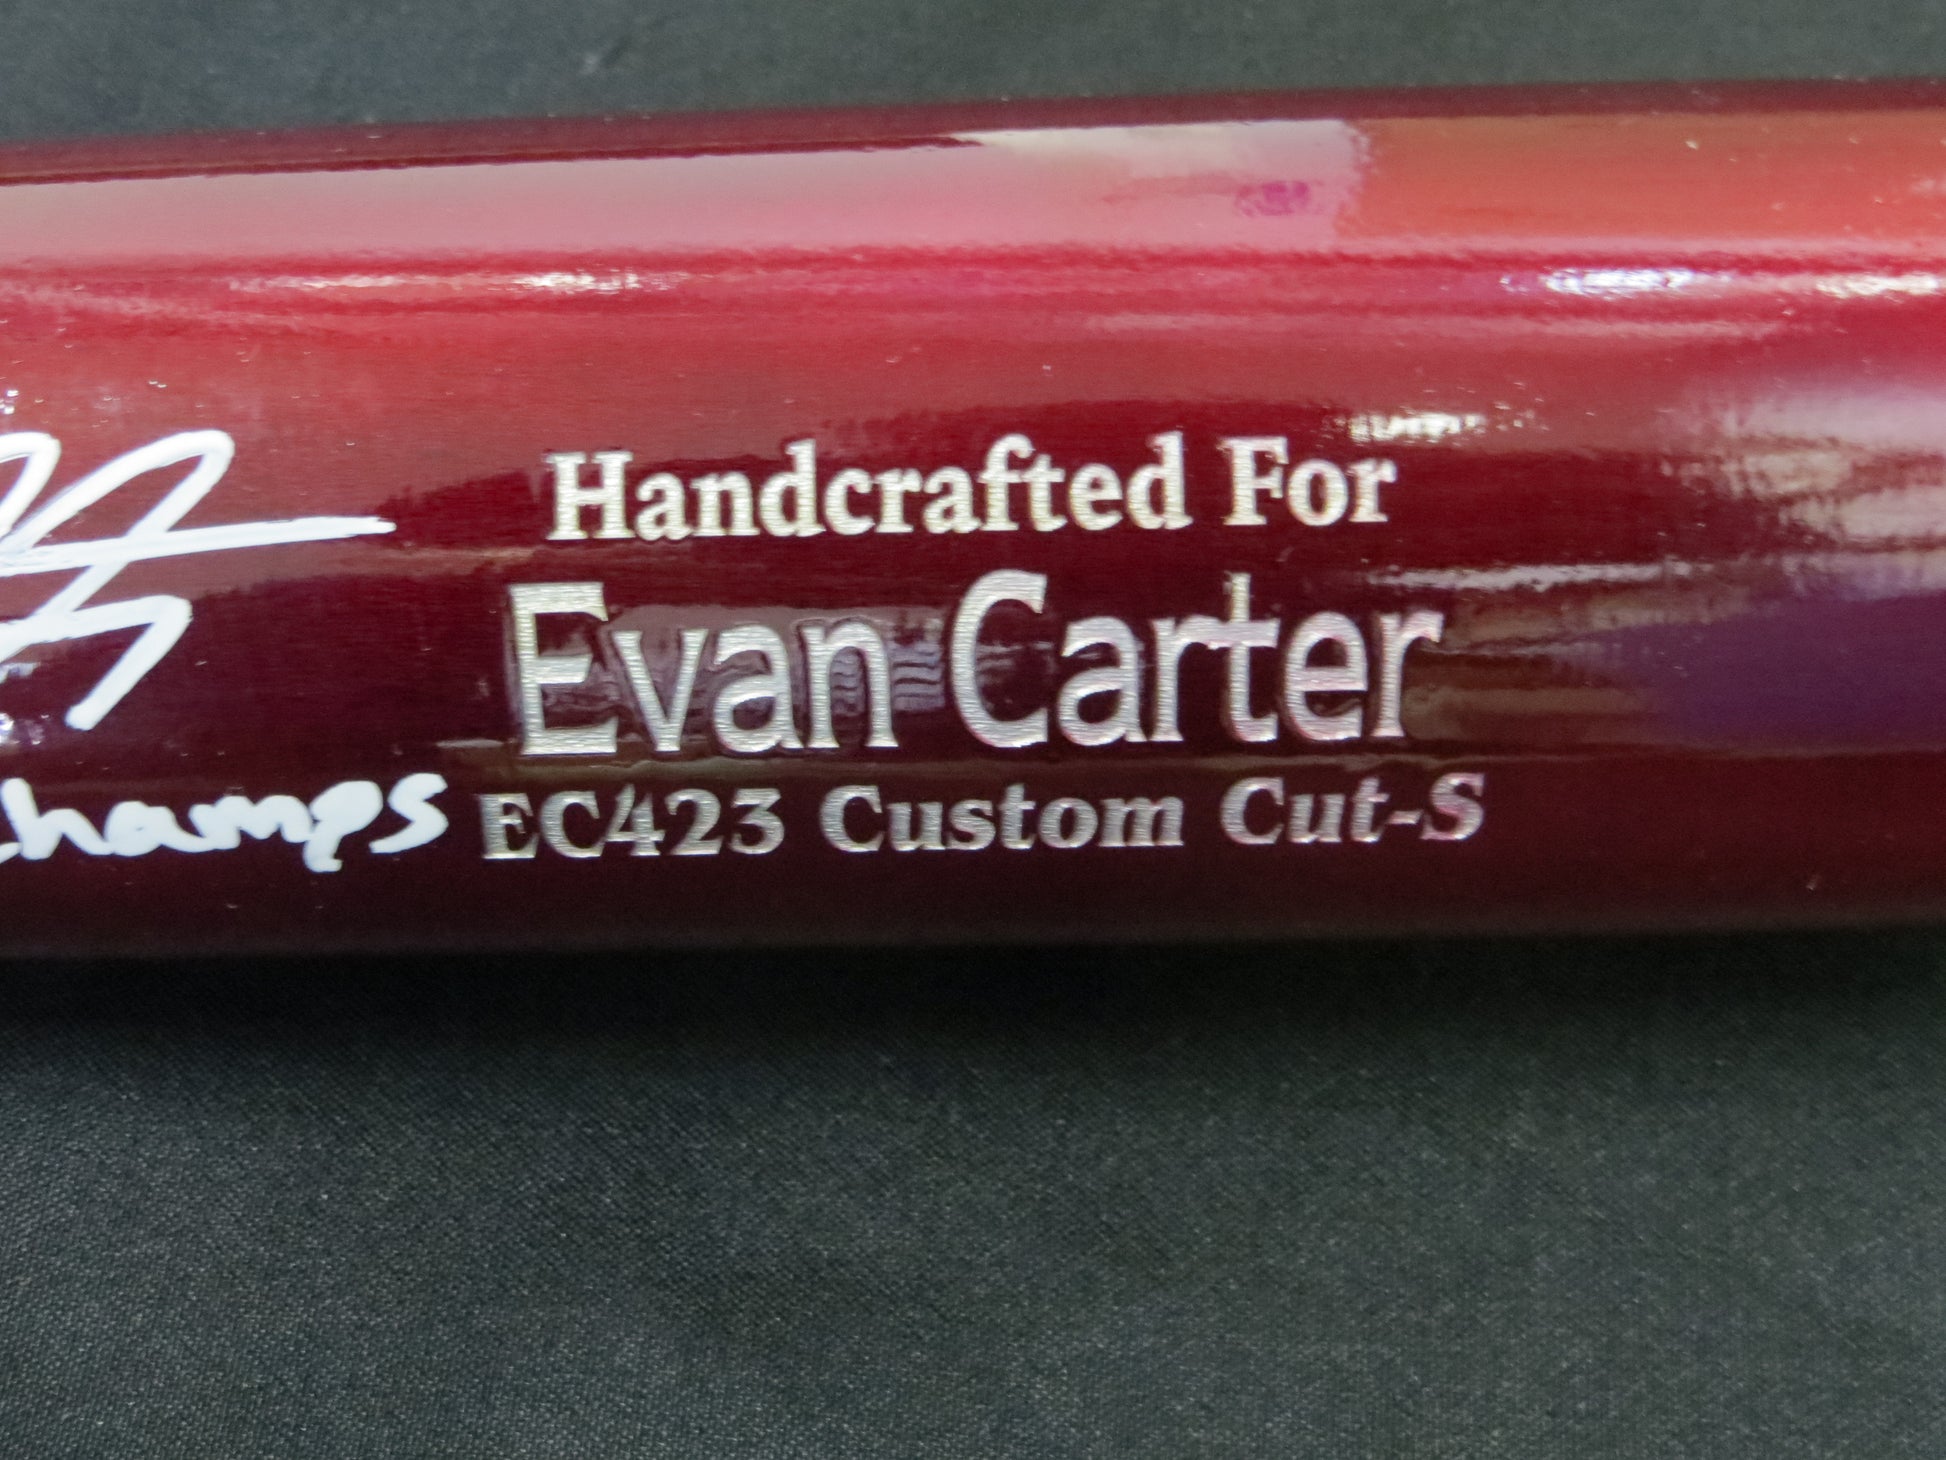 Handcrafted For
Evan Carter
champs EC423 Custom Cut-S